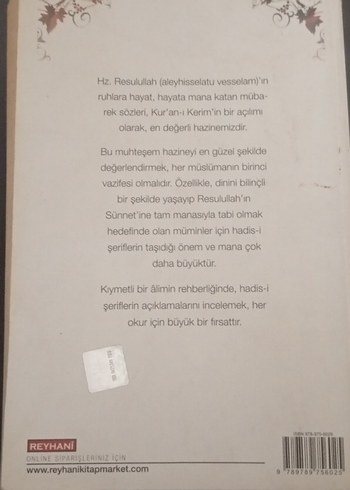 Hz. Resulullah (aleyhisselatu vesselam)'ın
ruhlara hayat, hayata mana katan müba-
rek sözleri, Kur'an-ı Kerim'in bir açılımı
olarak, en değerli hazinemizdir.
Bu muhteşem hazineyi en güzel şekilde
değerlendirmek, her müslümanın birinci
vazifesi olmalıdır. Özellikle, dinini bilinçli
bir şekilde yaşayıp Resulullah'ın
Sünnet'ine tam manasıyla tabi olmak
hedefinde olan müminler için hadis-i
şeriflerin taşıdığı önem ve mana çok
daha büyüktür.
Kıymetli bir âlimin rehberliğinde, hadis-i
şeriflerin açıklamalarını incelemek, her
okur için büyük bir fırsattır.
REYHANİ
ONLINE SİPARİŞLERİNİZ İÇİN
www.reyhanikitapmarket.com